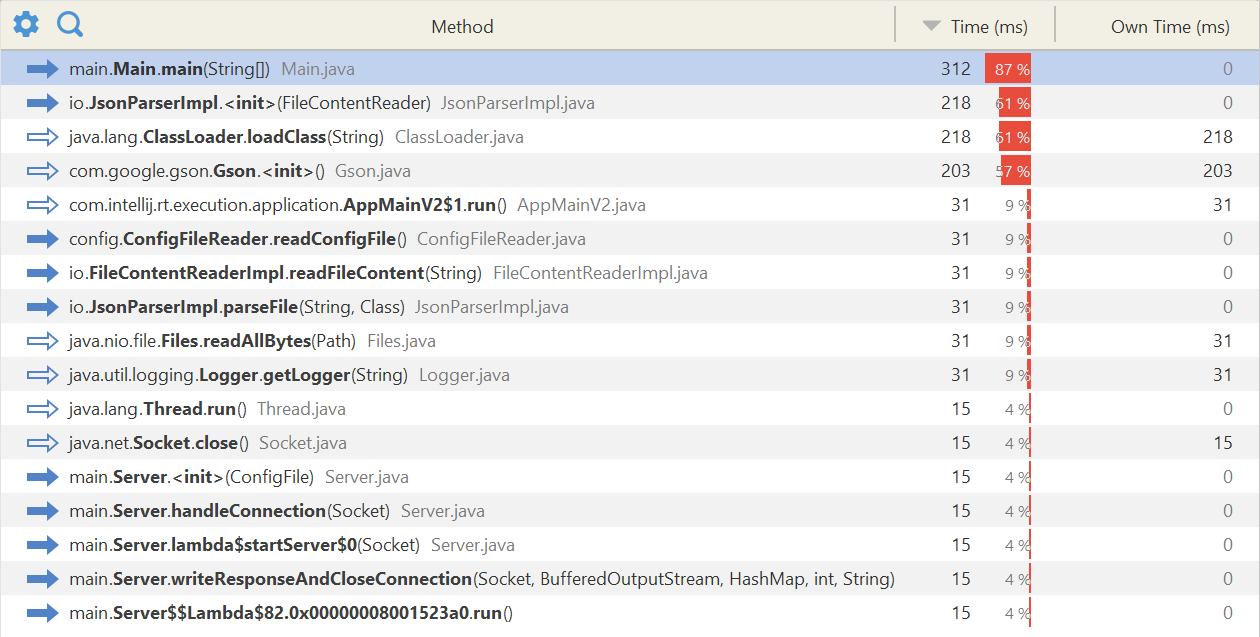 Method Time (ms) Own Time (ms)
main.Main.main(String[]) Main.java 312 87 % 0
io.JsonParserImpl.<init>(FileContentReader) JsonParserImpl.java 218 61 % 0
java.lang.ClassLoader.loadClass(String) ClassLoader.java 218 61 % 218
com.google.gson.Gson.<init>() Gson.java 203 57 % 203
com.intellij.rt.execution.application.AppMainV2$1.run() AppMainV2.java 31 9 % 31
config.ConfigFileReader.readConfigFile() ConfigFileReader.java 31 9 % 0
io.FileContentReaderImpl.readFileContent(String) FileContentReaderImpl.java 31 9 % 0
io.JsonParserImpl.parseFile(String, Class) JsonParserImpl.java 31 9 % 0
java.nio.file.Files.readAllBytes(Path) Files.java 31 9 % 31
java.util.logging.Logger.getLogger(String) Logger.java 31 9 % 31
java.lang.Thread.run() Thread.java 15 4 % 0
java.net.Socket.close() Socket.java 15 4 % 15
main.Server.<init>(ConfigFile) Server.java 15 4 % 0
main.Server.handleConnection(Socket) Server.java 15 4 % 0
main.Server.lambda$startServer$0(Socket) Server.java 15 4 % 0
main.Server.writeResponseAndCloseConnection(Socket, BufferedOutputStream, HashMap, int, String) 15 4 % 0
main.Server$$Lambda$82.0x00000008001523a0.run() 15 4 % 0